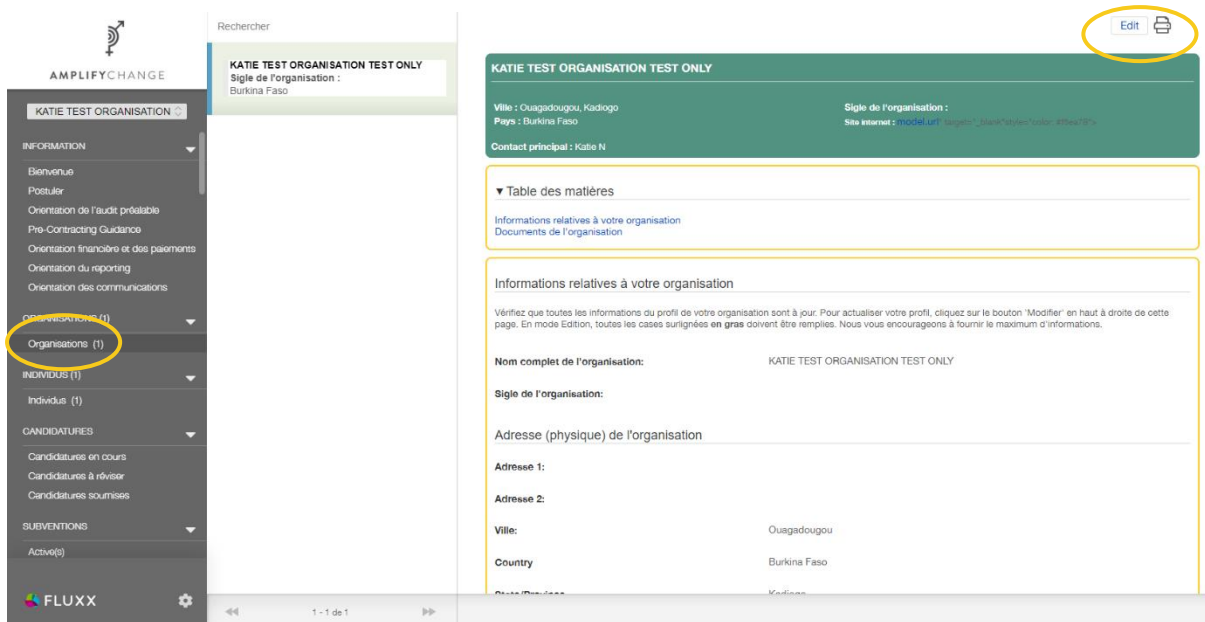 AMPLIFYCHANGE
KATIE TEST ORGANISATION
INFORMATION
Bienvenue
Postuler
Orientation de l'audit préalable
Pre-Contracting Guidance
Orientation financière et des paiements
Orientation du reporting
Orientation des communications
ORGANISATIONS (1)
Organisations (1)
INDIVIDUS (1)
Individus (1)
CANDIDATURES
Candidatures en cours
Candidatures à réviser
Candidatures soumises
SUBVENTIONS
Active(s)
FLUXX
Rechercher
KATIE TEST ORGANISATION TEST ONLY
Sigle de l'organisation :
Burkina Faso
1 - 1 de 1
Edit
KATIE TEST ORGANISATION TEST ONLY
Ville : Ouagadougou, Kadiogo
Pays : Burkina Faso
Contact principal : Katie N
Sigle de l'organisation :
Site internet : model.url" target="_blank"style="color:
▾ Table des matières
Informations relatives à votre organisation
Documents de l'organisation
Informations relatives à votre organisation
Vérifiez que toutes les informations du profil de votre organisation sont à jour. Pour actualiser votre profil, cliquez sur le bouton 'Modifier' en haut à droite de cette
page. En mode Edition, toutes les cases surlignées en gras doivent être remplies. Nous vous encourageons à fournir le maximum d'informations.
Nom complet de l'organisation: KATIE TEST ORGANISATION TEST ONLY
Sigle de l'organisation:
Adresse (physique) de l'organisation
Adresse 1:
Adresse 2:
Ville: Ouagadougou
Country Burkina Faso
State/Province Kadiogo